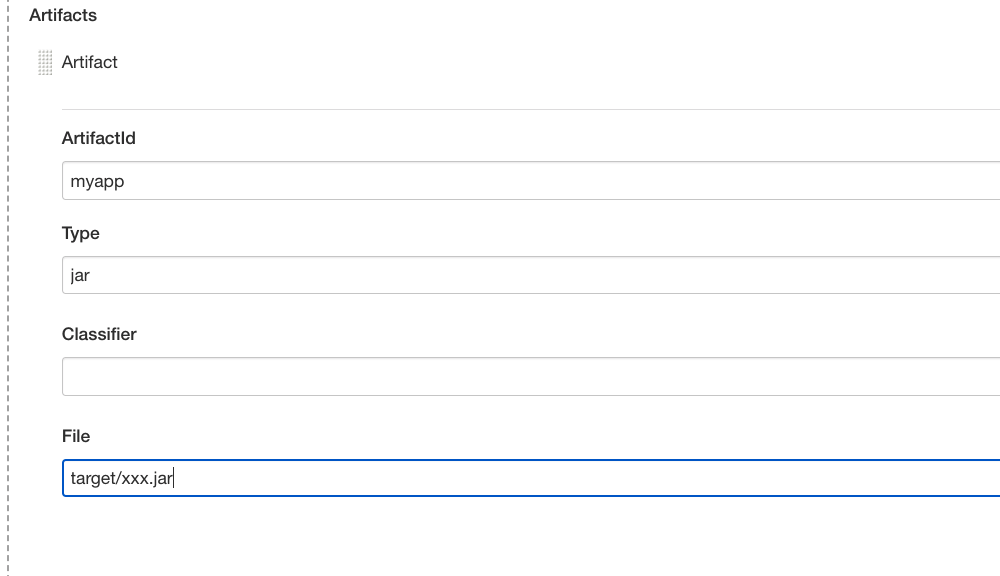 Artifacts
Artifact
ArtifactId
myapp
Type
jar
Classifier
File
target/xxx.jar